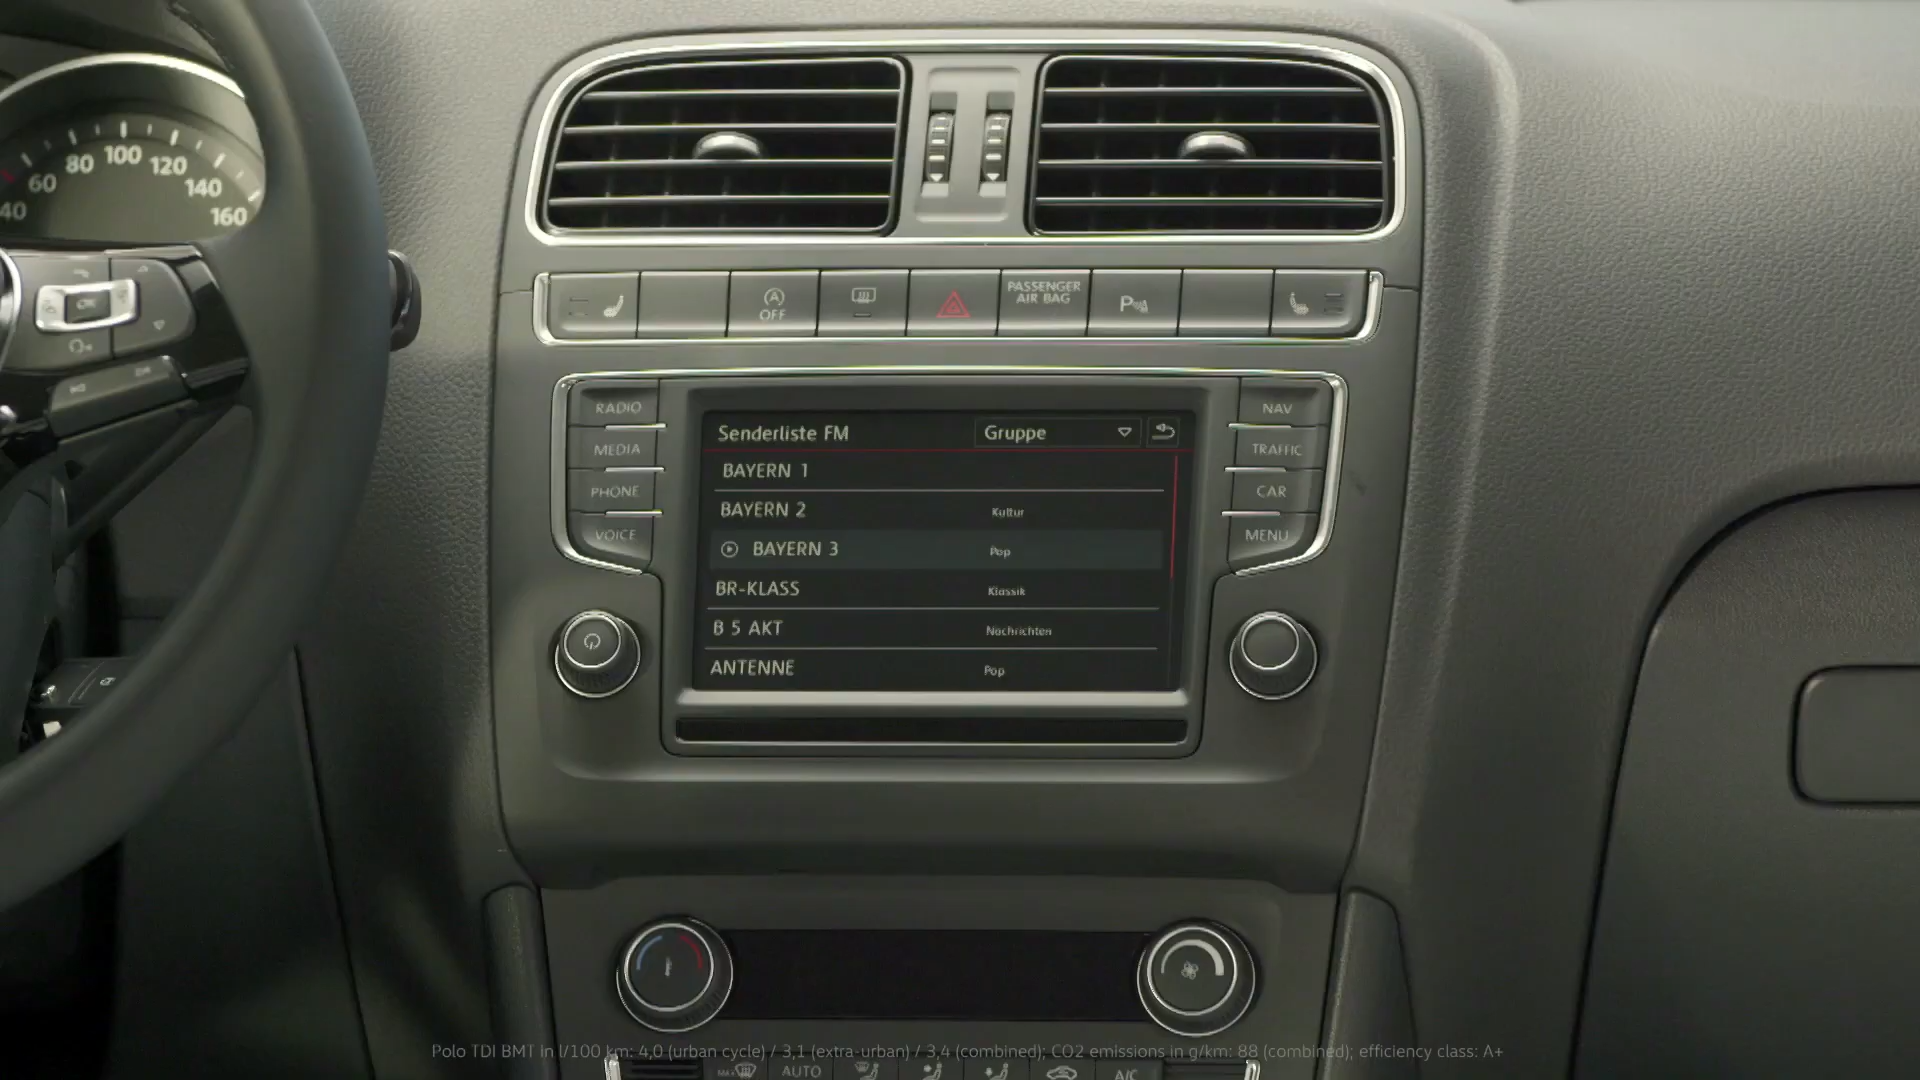 100
80
120
60
140
40
160
OK
OFF
PASSENGER
AIR BAG
RADIO
MEDIA
PHONE
VOICE
Senderliste FM Gruppe
BAYERN 1
BAYERN 2 Kultur
BAYERN 3 Pop
BR-KLASS Klassik
B 5 AKT Nachrichten
ANTENNE Pop
NAV
TRAFFIC
CAR
MENU
Polo TDI BMT in l/100 km: 4,0 (urban cycle) / 3,1 (extra-urban) / 3,4 (combined); CO2 emissions in g/km: 88 (combined); efficiency class: A+
AUTO
A/C